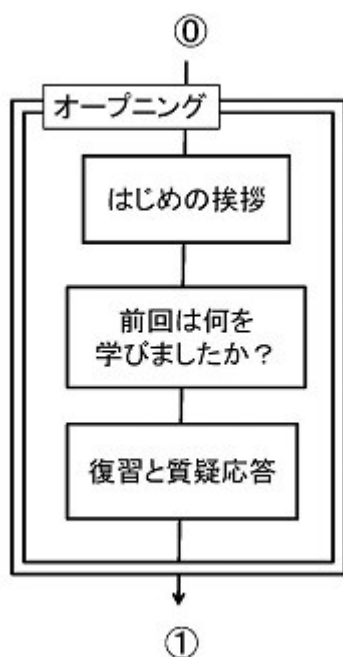 ⓪
オープニング
はじめの挨拶
前回は何を
学びましたか？
復習と質疑応答
①